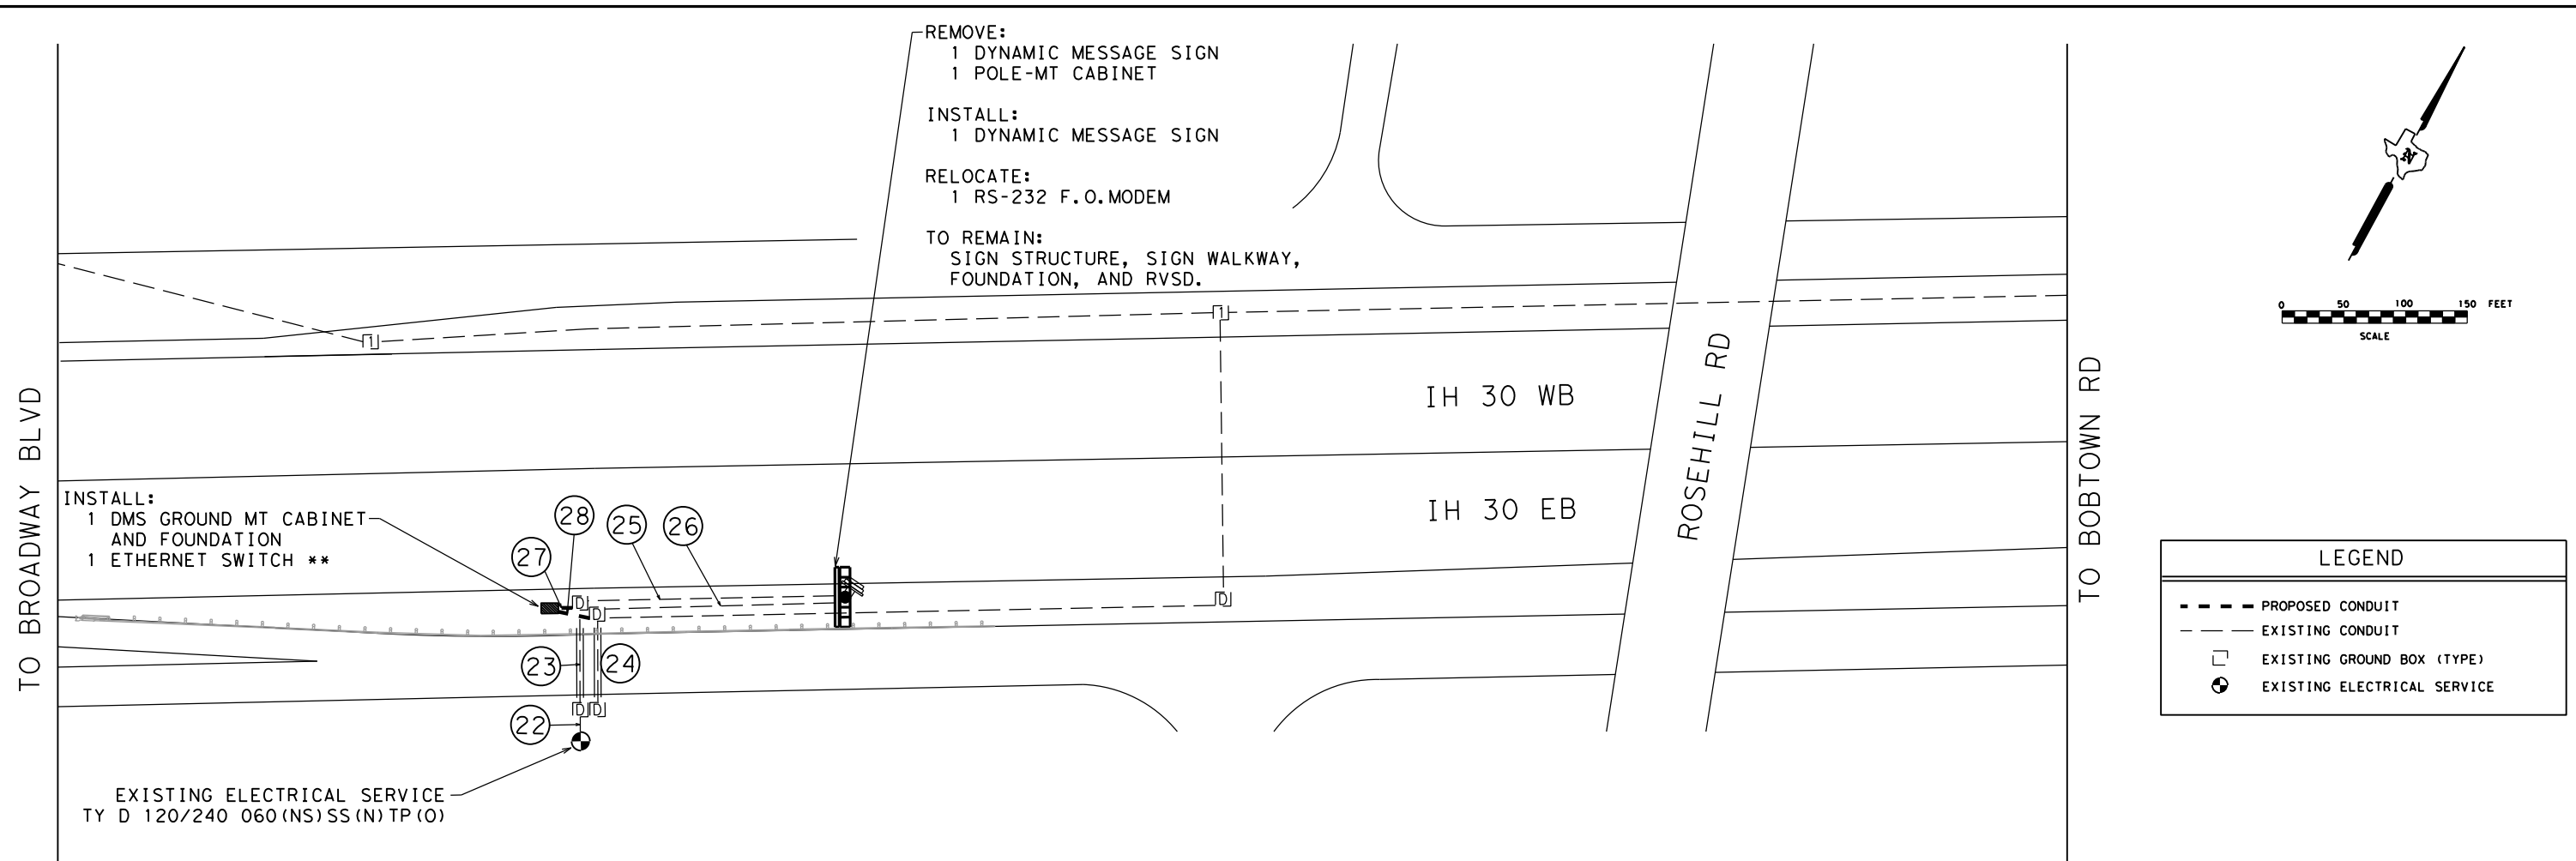 REMOVE:
1 DYNAMIC MESSAGE SIGN
1 POLE-MT CABINET
INSTALL:
1 DYNAMIC MESSAGE SIGN
RELOCATE:
1 RS-232 F.O.MODEM
TO REMAIN:
SIGN STRUCTURE, SIGN WALKWAY,
FOUNDATION, AND RVSD.
N
0 50 100 150 FEET
SCALE
1
1
TO BROADWAY BLVD
IH 30 WB
IH 30 EB
ROSEHILL RD
TO BOBTOWN RD
INSTALL:
1 DMS GROUND MT CABINET
AND FOUNDATION
1 ETHERNET SWITCH **
28
25
26
27
D
D
D
23
24
D
D
22
EXISTING ELECTRICAL SERVICE
TY D 120/240 060(NS)SS(N)TP(O)
LEGEND
PROPOSED CONDUIT
EXISTING CONDUIT
EXISTING GROUND BOX (TYPE)
EXISTING ELECTRICAL SERVICE